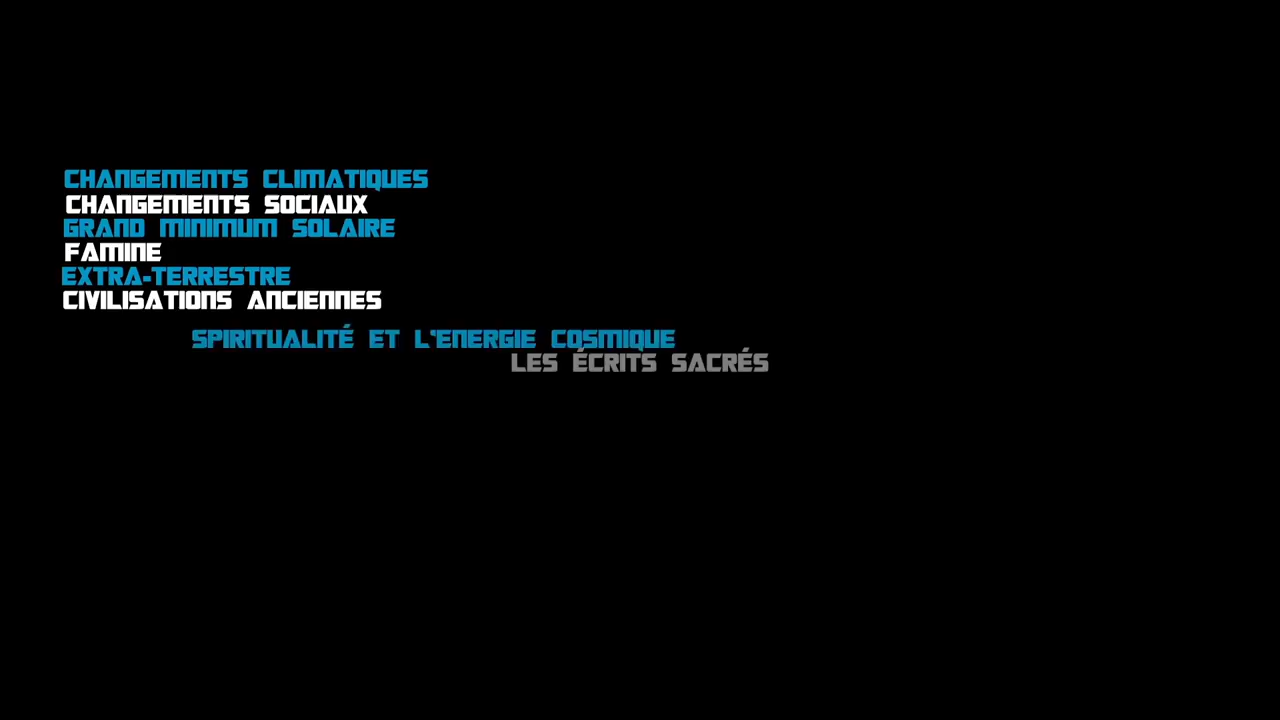 CHANGEMENTS CLIMATIQUES
CHANGEMENTS SOCIAUX
GRAND MINIMUM SOLAIRE
FAMINE
EXTRA-TERRESTRE
CIVILISATIONS ANCIENNES
SPIRITUALITÉ ET L'ENERGIE COSMIQUE
LES ÉCRITS SACRÉS